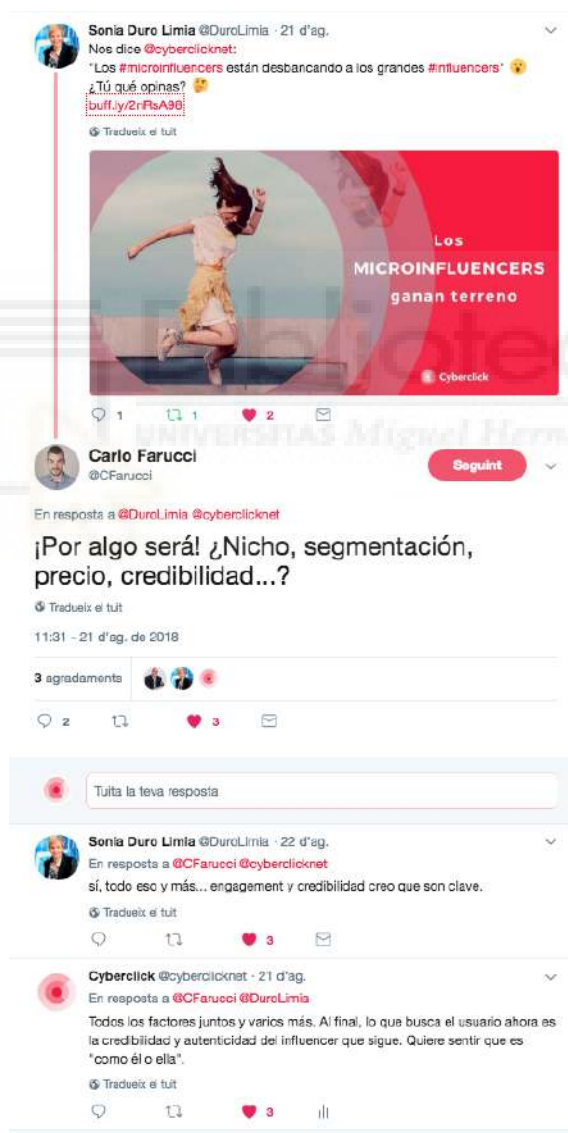 Sonia Duro Limia @DuroLimia · 21 d'ag.
Nos dice @cyberclicknet:
"Los #microinfluencers están desbancando a los grandes #influencers" 😮
¿Tú qué opinas? 🤔
buff.ly/2nRsA98
Tradueix el tuit
Los
MICROINFLUENCERS
ganan terreno
Cyberclick
1 1 2
Bibliotec
UNIVERSITAS Miguel Hern
Carlo Farucci
@CFarucci
Seguint
En resposta a @DuroLimia @cyberclicknet
¡Por algo será! ¿Nicho, segmentación,
precio, credibilidad...?
Tradueix el tuit
11:31 - 21 d'ag. de 2018
3 agradaments
2 3
Tuita la teva resposta
Sonia Duro Limia @DuroLimia · 22 d'ag.
En resposta a @CFarucci @cyberclicknet
sí, todo eso y más... engagement y credibilidad creo que son clave.
Tradueix el tuit
3
Cyberclick @cyberclicknet · 21 d'ag.
En resposta a @CFarucci @DuroLimia
Todos los factores juntos y varios más. Al final, lo que busca el usuario ahora es
la credibilidad y autenticidad del influencer que sigue. Quiere sentir que es
"como él o ella".
Tradueix el tuit
3